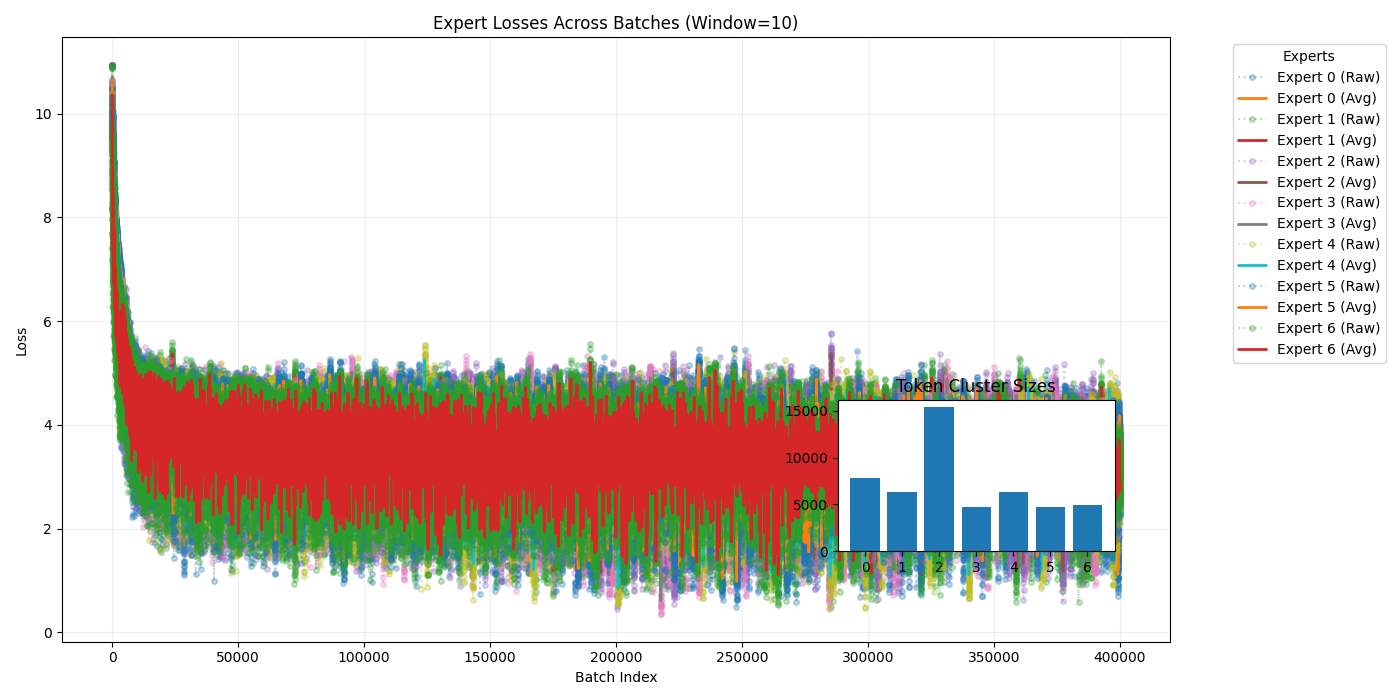 Expert Losses Across Batches (Window=10)
Loss
10
8
6
4
2
0
0 50000 100000 150000 200000 250000 300000 350000 400000
Batch Index
Token Cluster Sizes
15000
10000
5000
0
0 1 2 3 4 5 6
Experts
Expert 0 (Raw)
Expert 0 (Avg)
Expert 1 (Raw)
Expert 1 (Avg)
Expert 2 (Raw)
Expert 2 (Avg)
Expert 3 (Raw)
Expert 3 (Avg)
Expert 4 (Raw)
Expert 4 (Avg)
Expert 5 (Raw)
Expert 5 (Avg)
Expert 6 (Raw)
Expert 6 (Avg)